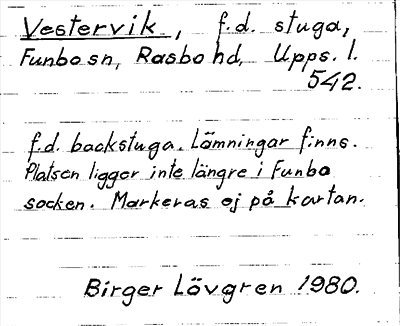 Vestervik, f.d. stuga,
Funbo sn, Rasbo hd, Upps. l.
542.
f.d. backstuga. Lämningar finns.
Platsen ligger inte längre i Funbo
socken. Markeras ej på kartan.
Birger Lövgren 1980.